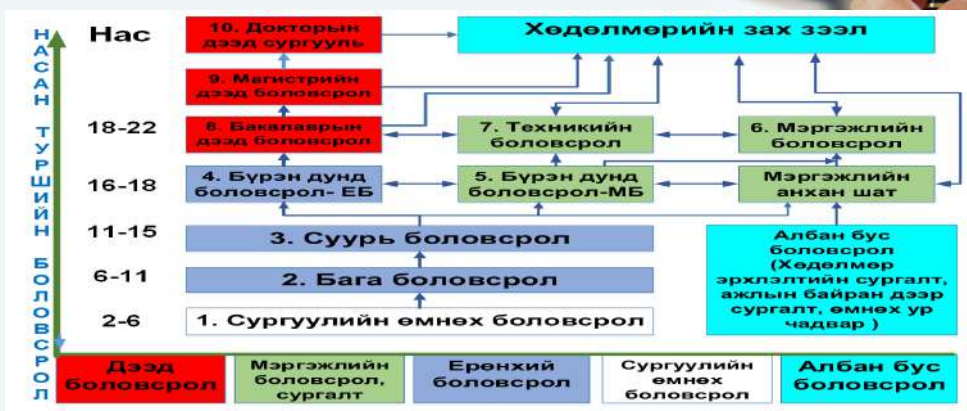 НАСАН ТУРШИЙН БОЛОВСРОЛ
Нас
10. Докторын
дээд сургууль
Хөдөлмөрийн зах зээл
9. Магистрийн
дээд боловсрол
18-22
8. Бакалаврын
дээд боловсрол
7. Техникийн
боловсрол
6. Мэргэжлийн
боловсрол
16-18
4. Бүрэн дунд
боловсрол- ЕБ
5. Бүрэн дунд
боловсрол-МБ
Мэргэжлийн
анхан шат
11-15
3. Суурь боловсрол
6-11
2. Бага боловсрол
2-6
1. Сургуулийн өмнөх боловсрол
Албан бус
боловсрол
(Хөдөлмөр
эрхлэлтийн сургалт,
ажлын байран дээр
сургалт, өмнөх ур
чадвар )
Дээд
боловсрол
Мэргэжлийн
боловсрол,
сургалт
Ерөнхий
боловсрол
Сургуулийн
өмнөх
боловсрол
Албан бус
боловсрол